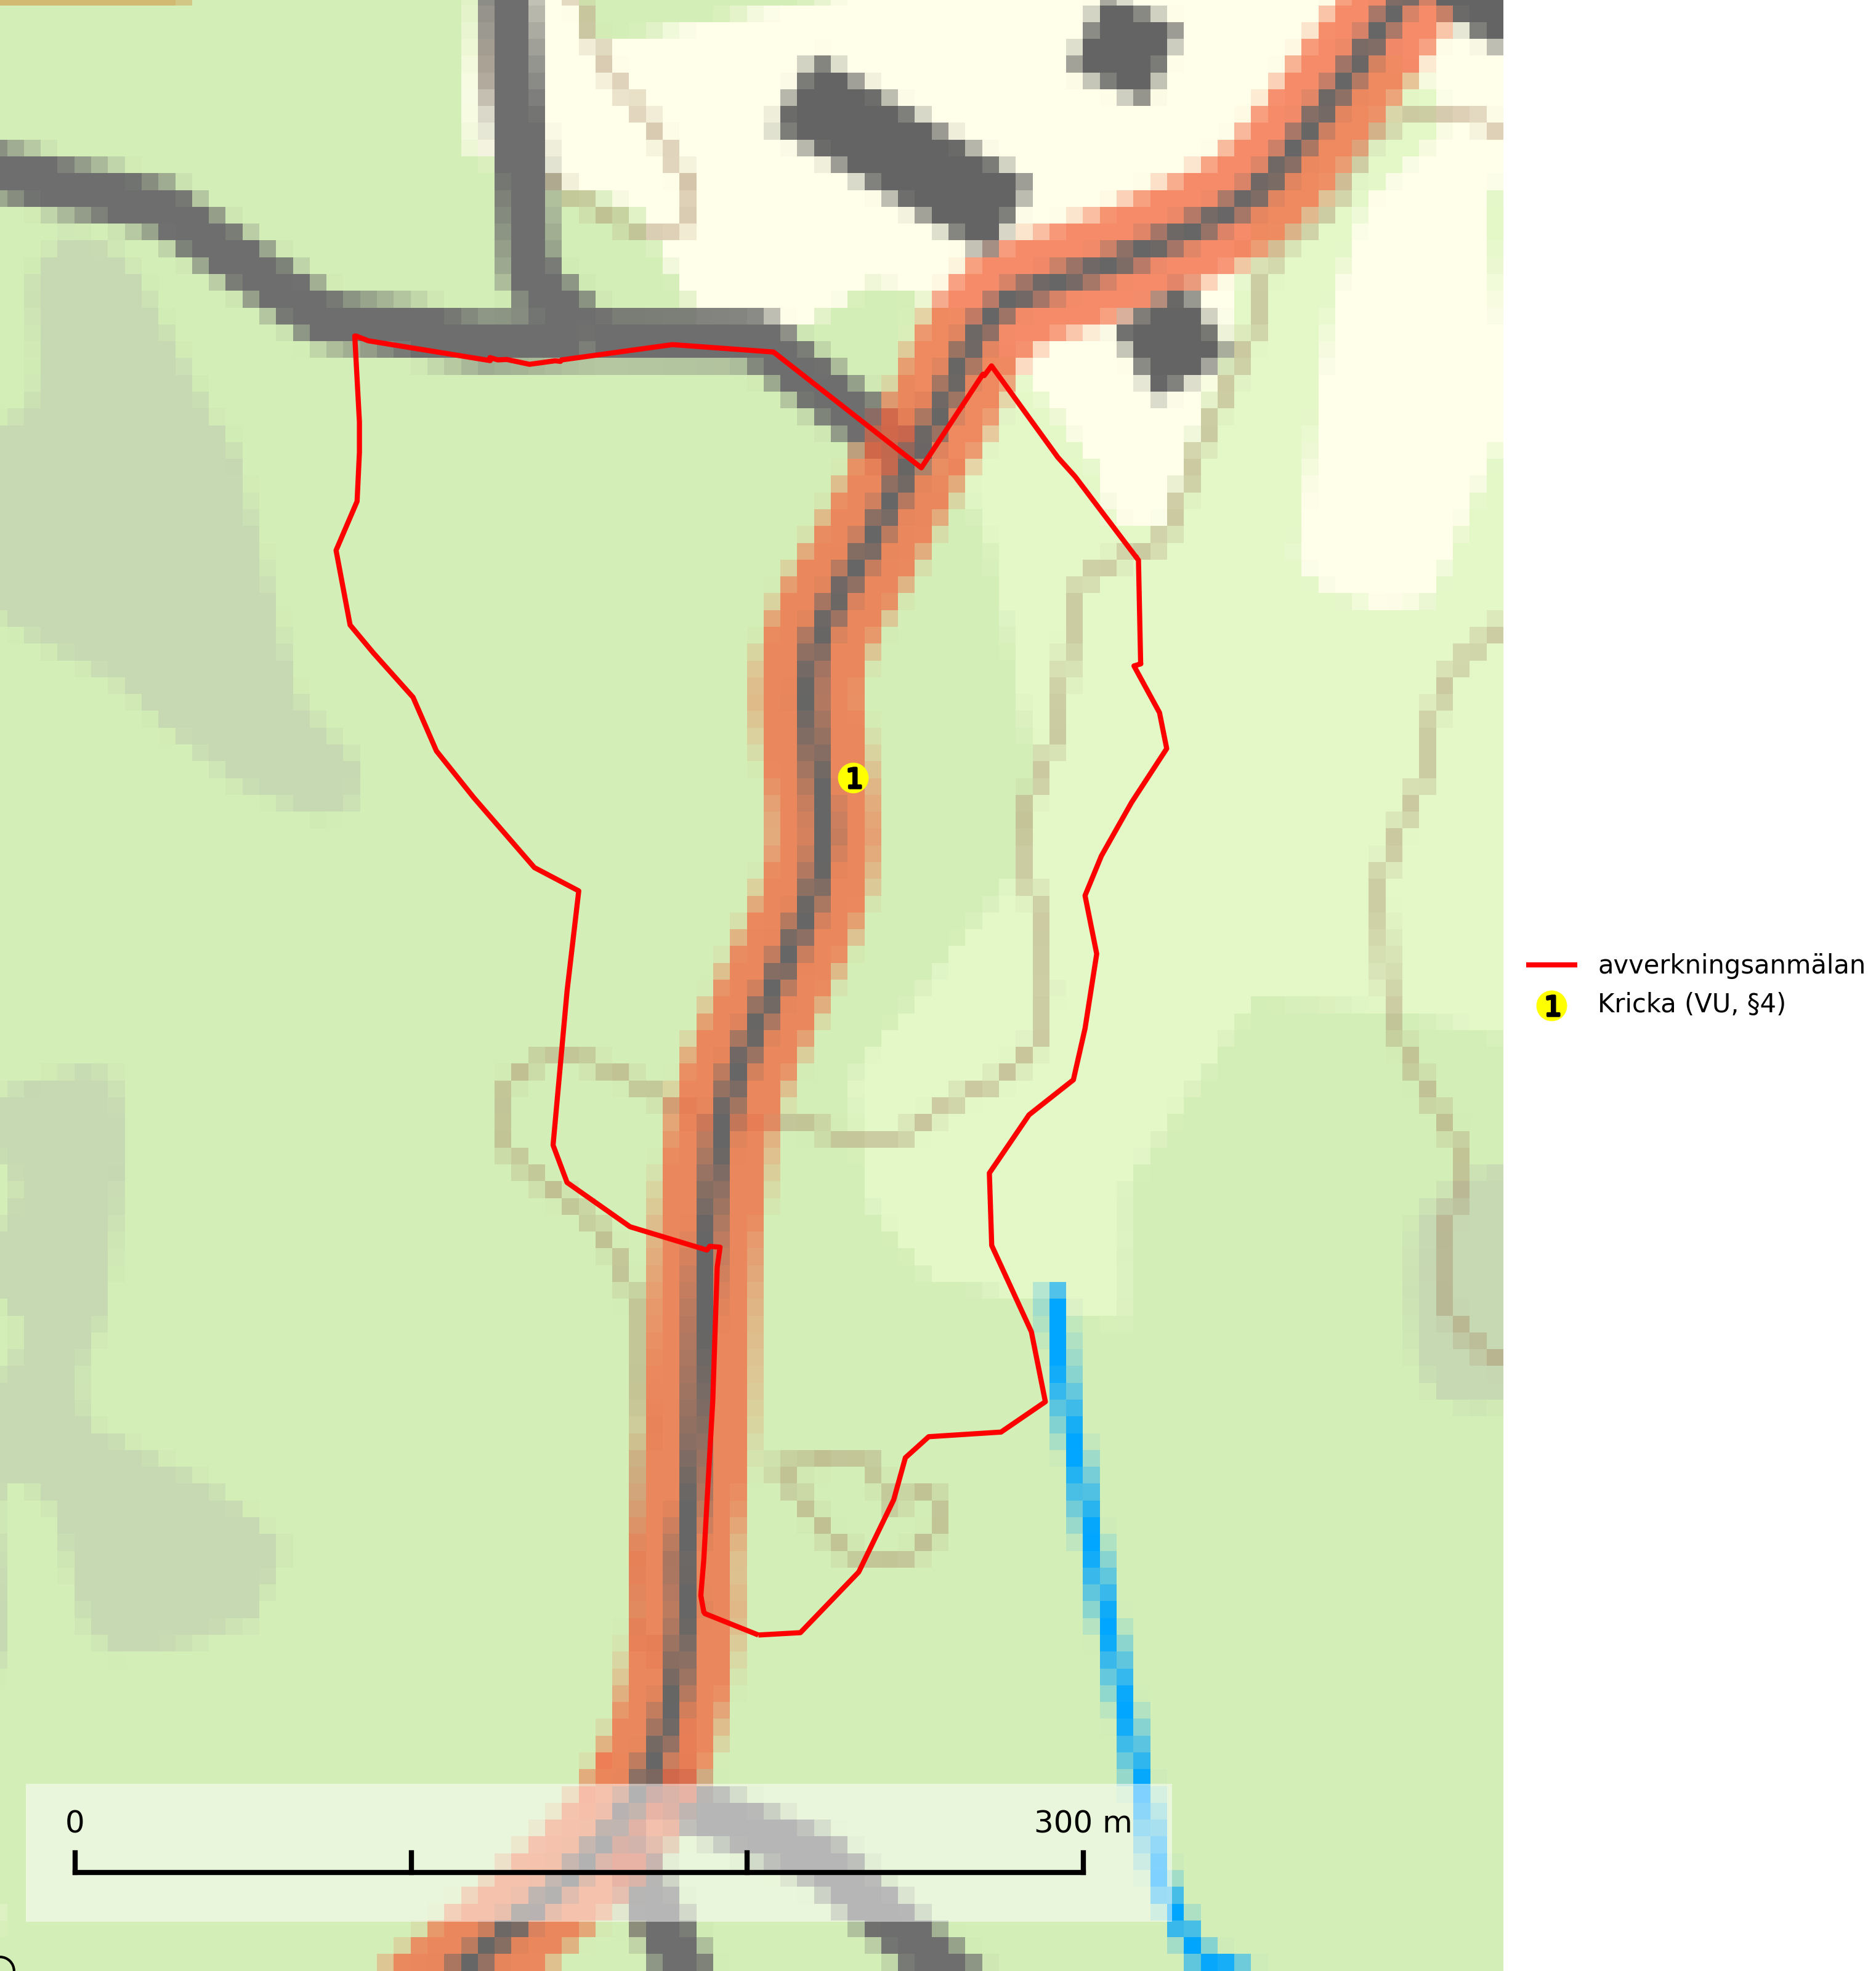 1
avverkningsanmälan
1 Kricka (VU, §4)
0 300 m